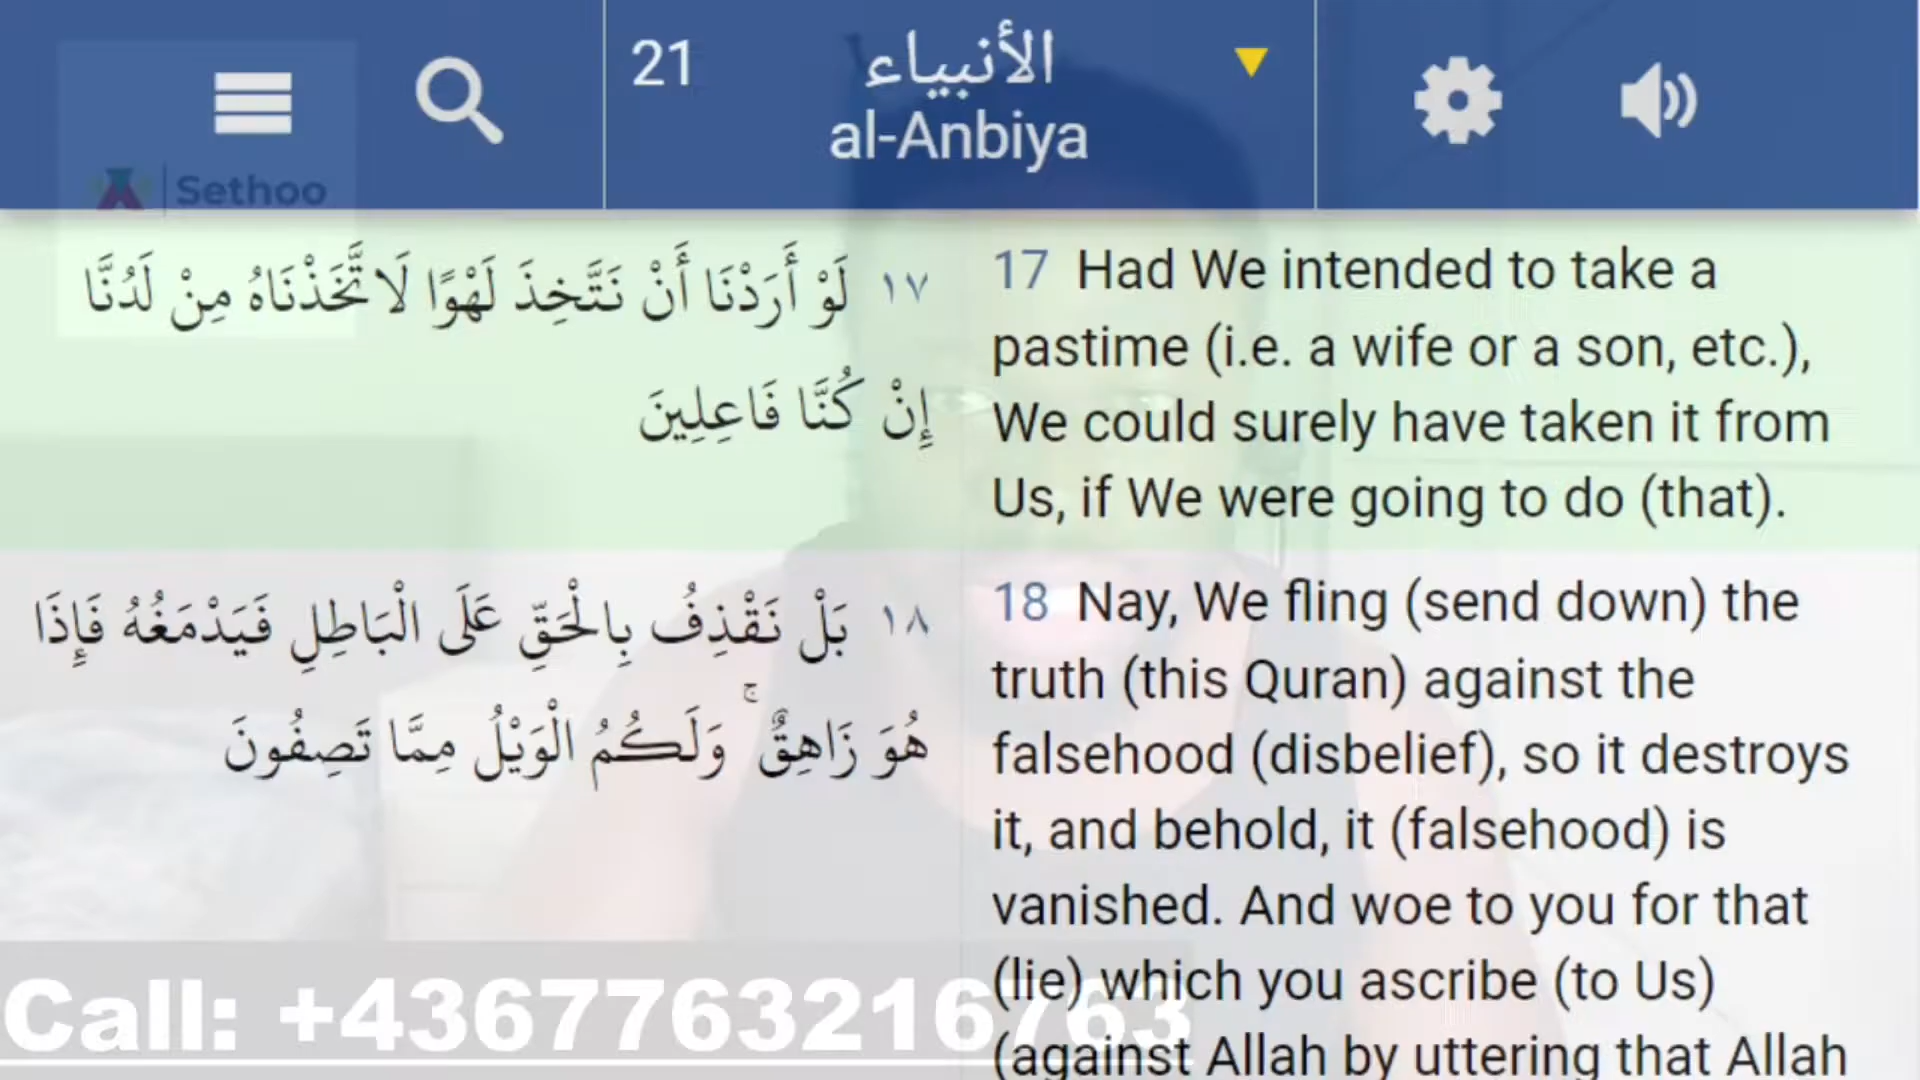 21
الأنبياء
al-Anbiya
Sethoo
١٧ لَوْ أَرَدْنَا أَنْ نَتَّخِذَ لَهْوًا لَاتَّخَذْنَاهُ مِنْ لَدُنَّا
إِنْ كُنَّا فَاعِلِينَ
17 Had We intended to take a
pastime (i.e. a wife or a son, etc.),
We could surely have taken it from
Us, if We were going to do (that).
١٨ بَلْ نَقْذِفُ بِالْحَقِّ عَلَى الْبَاطِلِ فَيَدْمَغُهُ فَإِذَا
هُوَ زَاهِقٌ ۚ وَلَكُمُ الْوَيْلُ مِمَّا تَصِفُونَ
18 Nay, We fling (send down) the
truth (this Quran) against the
falsehood (disbelief), so it destroys
it, and behold, it (falsehood) is
vanished. And woe to you for that
(lie) which you ascribe (to Us)
(against Allah by uttering that Allah
Call: +4367763216763